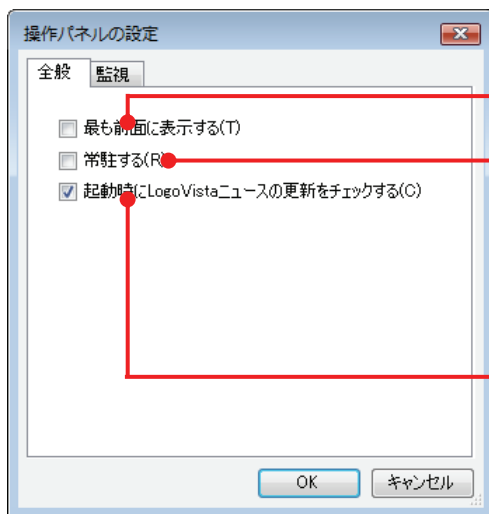 操作パネルの設定
全般 監視
最も前面に表示する(T)
常駐する(R)
起動時にLogoVistaニュースの更新をチェックする(C)
OK キャンセル